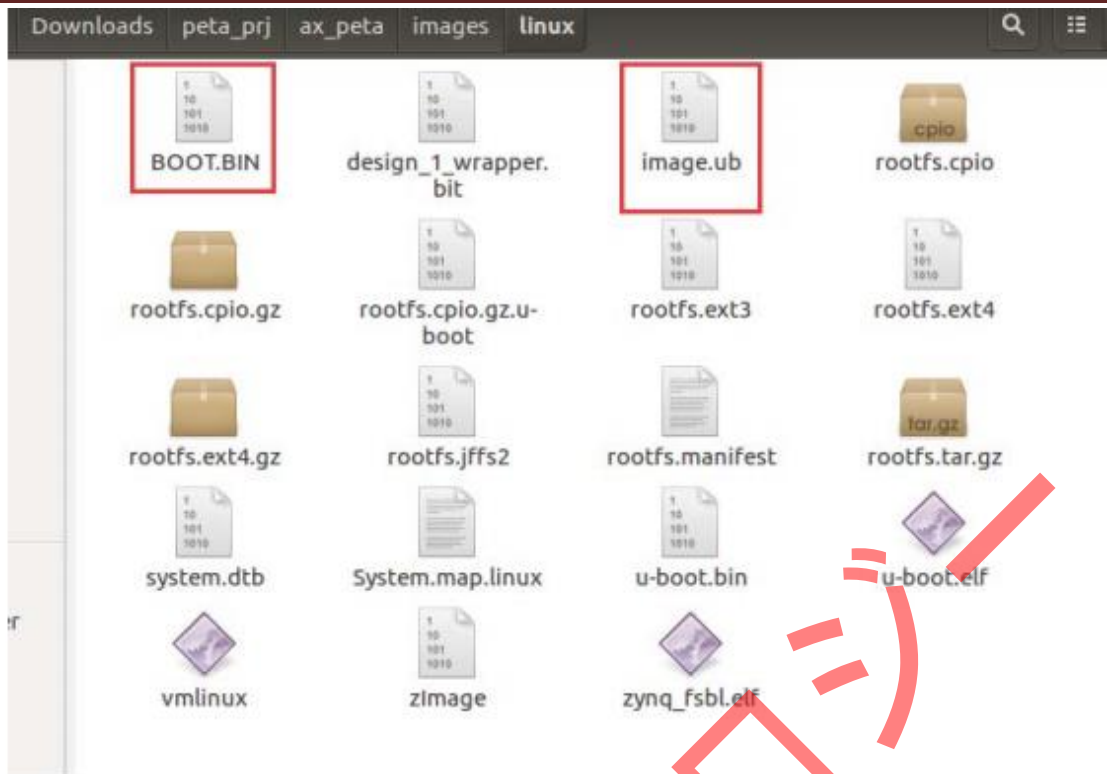 Downloads peta_prj ax_peta images linux
BOOT.BIN
design_1_wrapper.
bit
image.ub
rootfs.cpio
rootfs.cpio.gz
rootfs.cpio.gz.u-
boot
rootfs.ext3
rootfs.ext4
rootfs.ext4.gz
rootfs.jffs2
rootfs.manifest
rootfs.tar.gz
system.dtb
System.map.linux
u-boot.bin
u-boot.elf
vmlinux
zImage
zynq_fsbl.elf